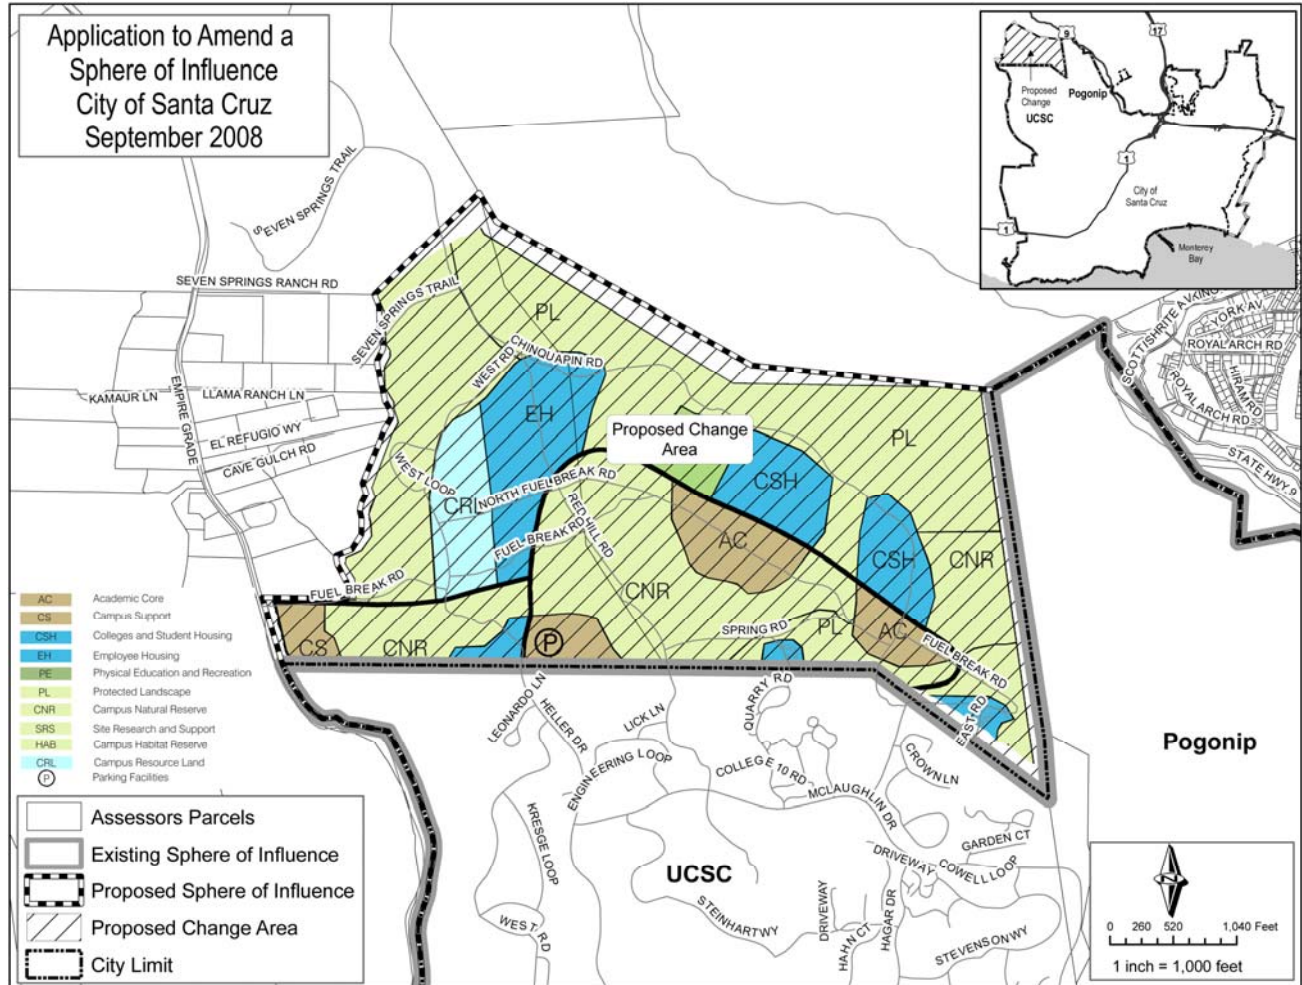 Application to Amend a
Sphere of Influence
City of Santa Cruz
September 2008
9
17
Proposed
Change
Pogonip
UCSC
1
City of
Santa Cruz
1
Monterey
Bay
SEVEN SPRINGS TRAIL
SEVEN SPRINGS RANCH RD
SEVEN SPRINGS TRAIL
PL
CHINQUAPIN RD
WEST RD
KAMAUR LN
LLAMA RANCH LN
EMPIRE GRADE
EL REFUGIO WY
CAVE GULCH RD
EH
Proposed Change
Area
PL
CSH
WEST LOOP
CRL
NORTH FUEL BREAK RD
RED HILL RD
FUEL BREAK RD
AC
CSH
CNR
FUEL BREAK RD
CNR
SPRING RD
PL
AC
FUEL BREAK RD
CS
CNR
P
EAST RD
SCOTTISHRITE AV
YORK AV
ROYAL ARCH RD
HIRAM RD
ROYAL ARCH RD
STATE HWY 9
AC Academic Core
CS Campus Support
CSH Colleges and Student Housing
EH Employee Housing
PE Physical Education and Recreation
PL Protected Landscape
CNR Campus Natural Reserve
SRS Site Research and Support
HAB Campus Habitat Reserve
CRL Campus Resource Land
P Parking Facilities
LEONARDO LN
HELLER DR
LICK LN
QUARRY RD
ENGINEERING LOOP
COLLEGE 10 RD
CROWN LN
MCLAUGHLIN DR
KRESGE LOOP
GARDEN CT
DRIVEWAY
COWELL LOOP
UCSC
STEINHART WY
DRIVEWAY
HAHN CT
HAGAR DR
STEVENSON WY
WEST RD
Pogonip
Assessors Parcels
Existing Sphere of Influence
Proposed Sphere of Influence
Proposed Change Area
City Limit
N
0 260 520 1,040 Feet
1 inch = 1,000 feet